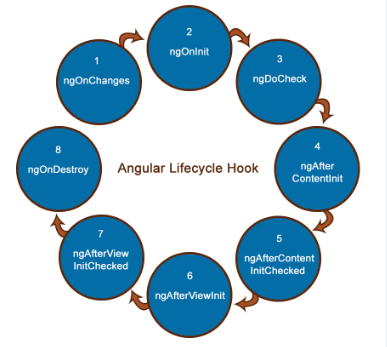 1
ngOnChanges
2
ngOnInit
3
ngDoCheck
4
ngAfter
ContentInit
5
ngAfterContent
InitChecked
6
ngAfterViewInit
7
ngAfterView
InitChecked
8
ngOnDestroy
Angular Lifecycle Hook